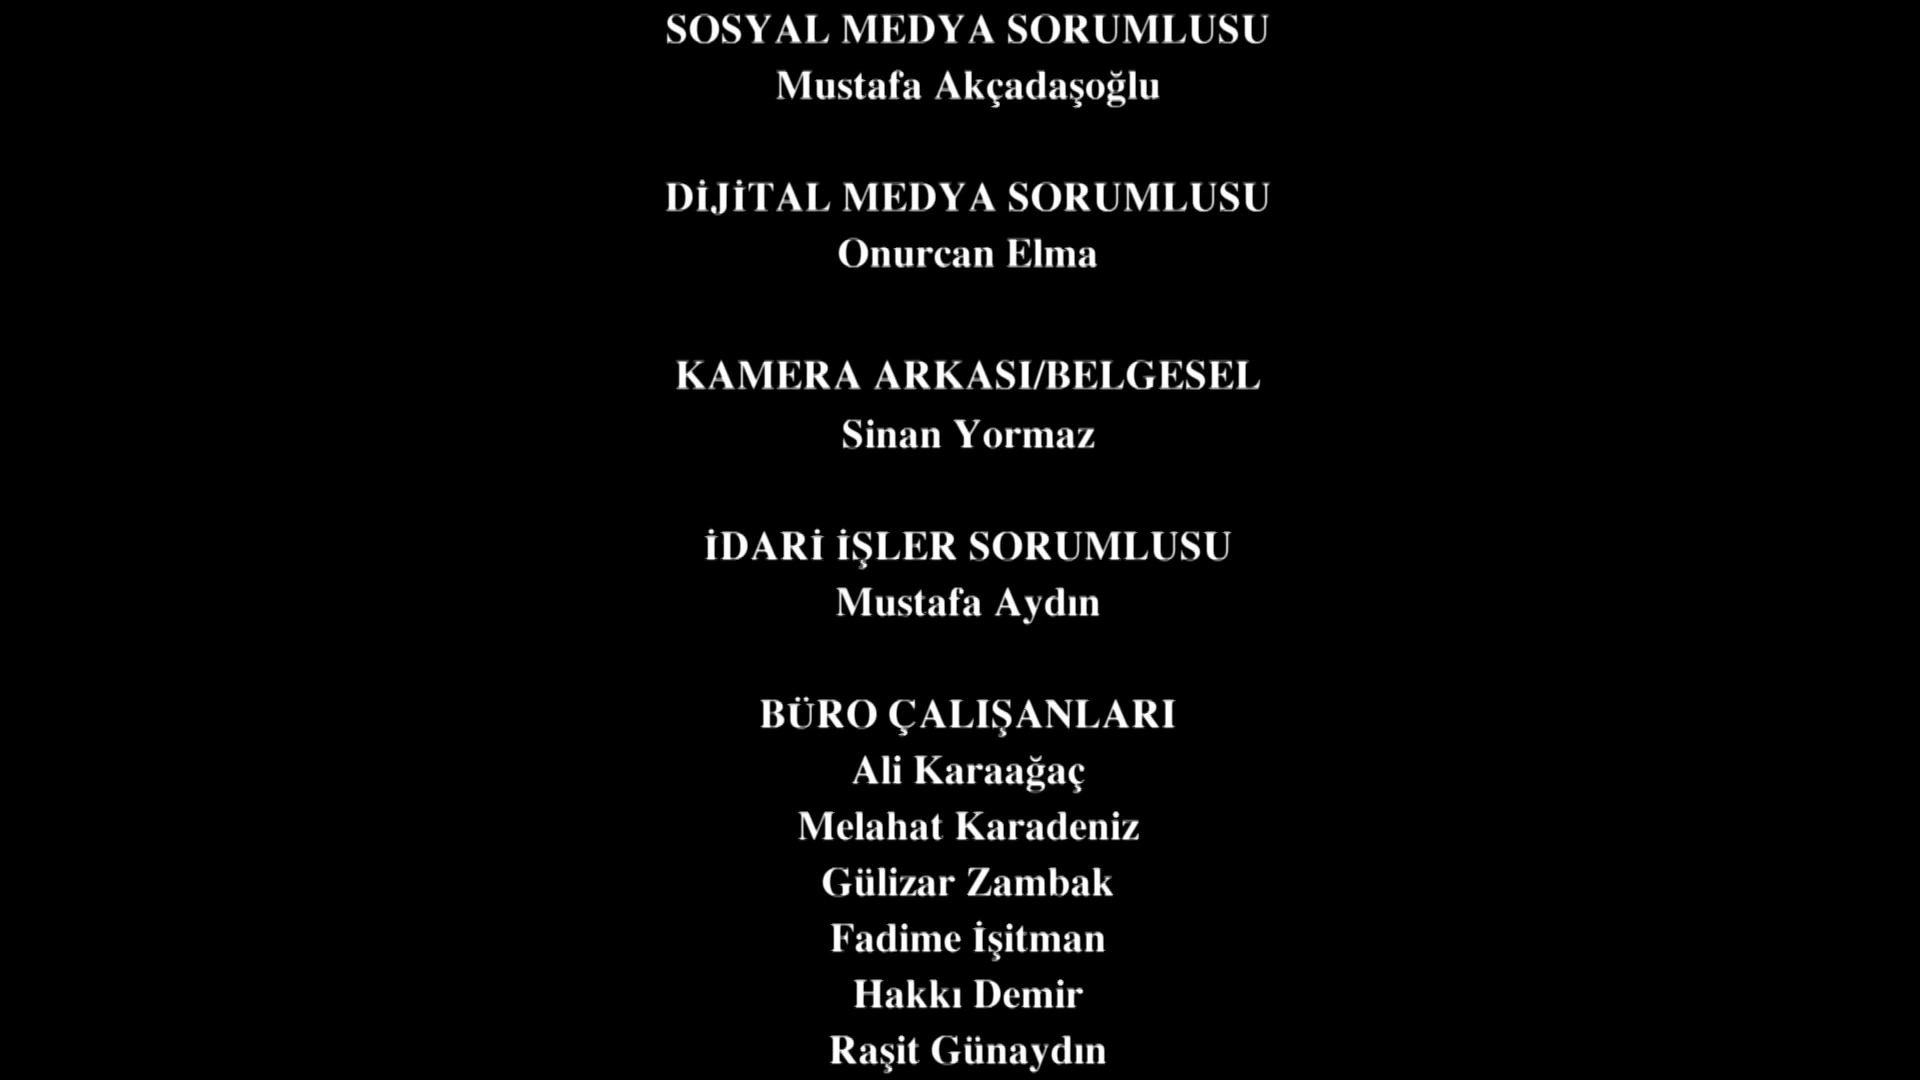 SOSYAL MEDYA SORUMLUSU
Mustafa Akçadaşoğlu
DİJİTAL MEDYA SORUMLUSU
Onurcan Elma
KAMERA ARKASI/BELGESEL
Sinan Yormaz
İDARİ İŞLER SORUMLUSU
Mustafa Aydın
BÜRO ÇALIŞANLARI
Ali Karaağaç
Melahat Karadeniz
Gülizar Zambak
Fadime İşitman
Hakkı Demir
Raşit Günaydın